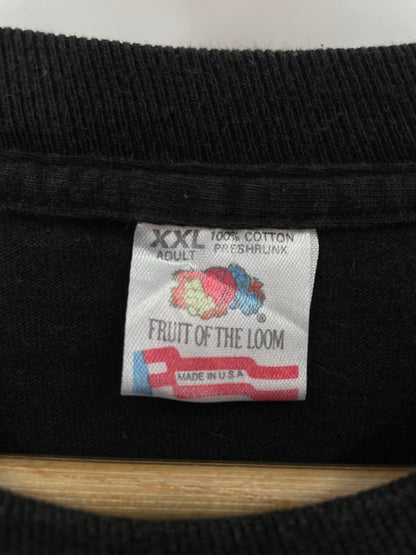 XXL 100% COTTON
ADULT PRESHRUNK
®
FRUIT OF THE LOOM
MADE IN U.S.A